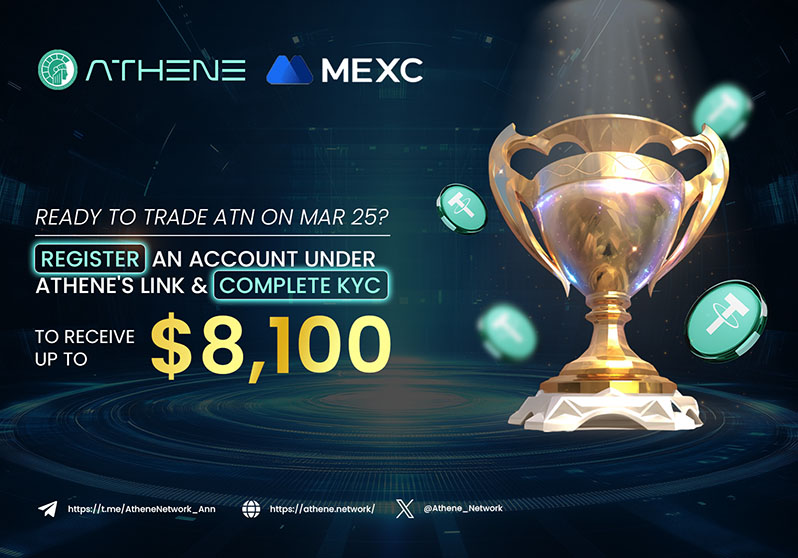 ATHENE MEXC
READY TO TRADE ATN ON MAR 25?
REGISTER AN ACCOUNT UNDER
ATHENE'S LINK & COMPLETE KYC
TO RECEIVE
UP TO
$8,100
https://t.me/AtheneNetwork_Ann https://athene.network/ @Athene_Network